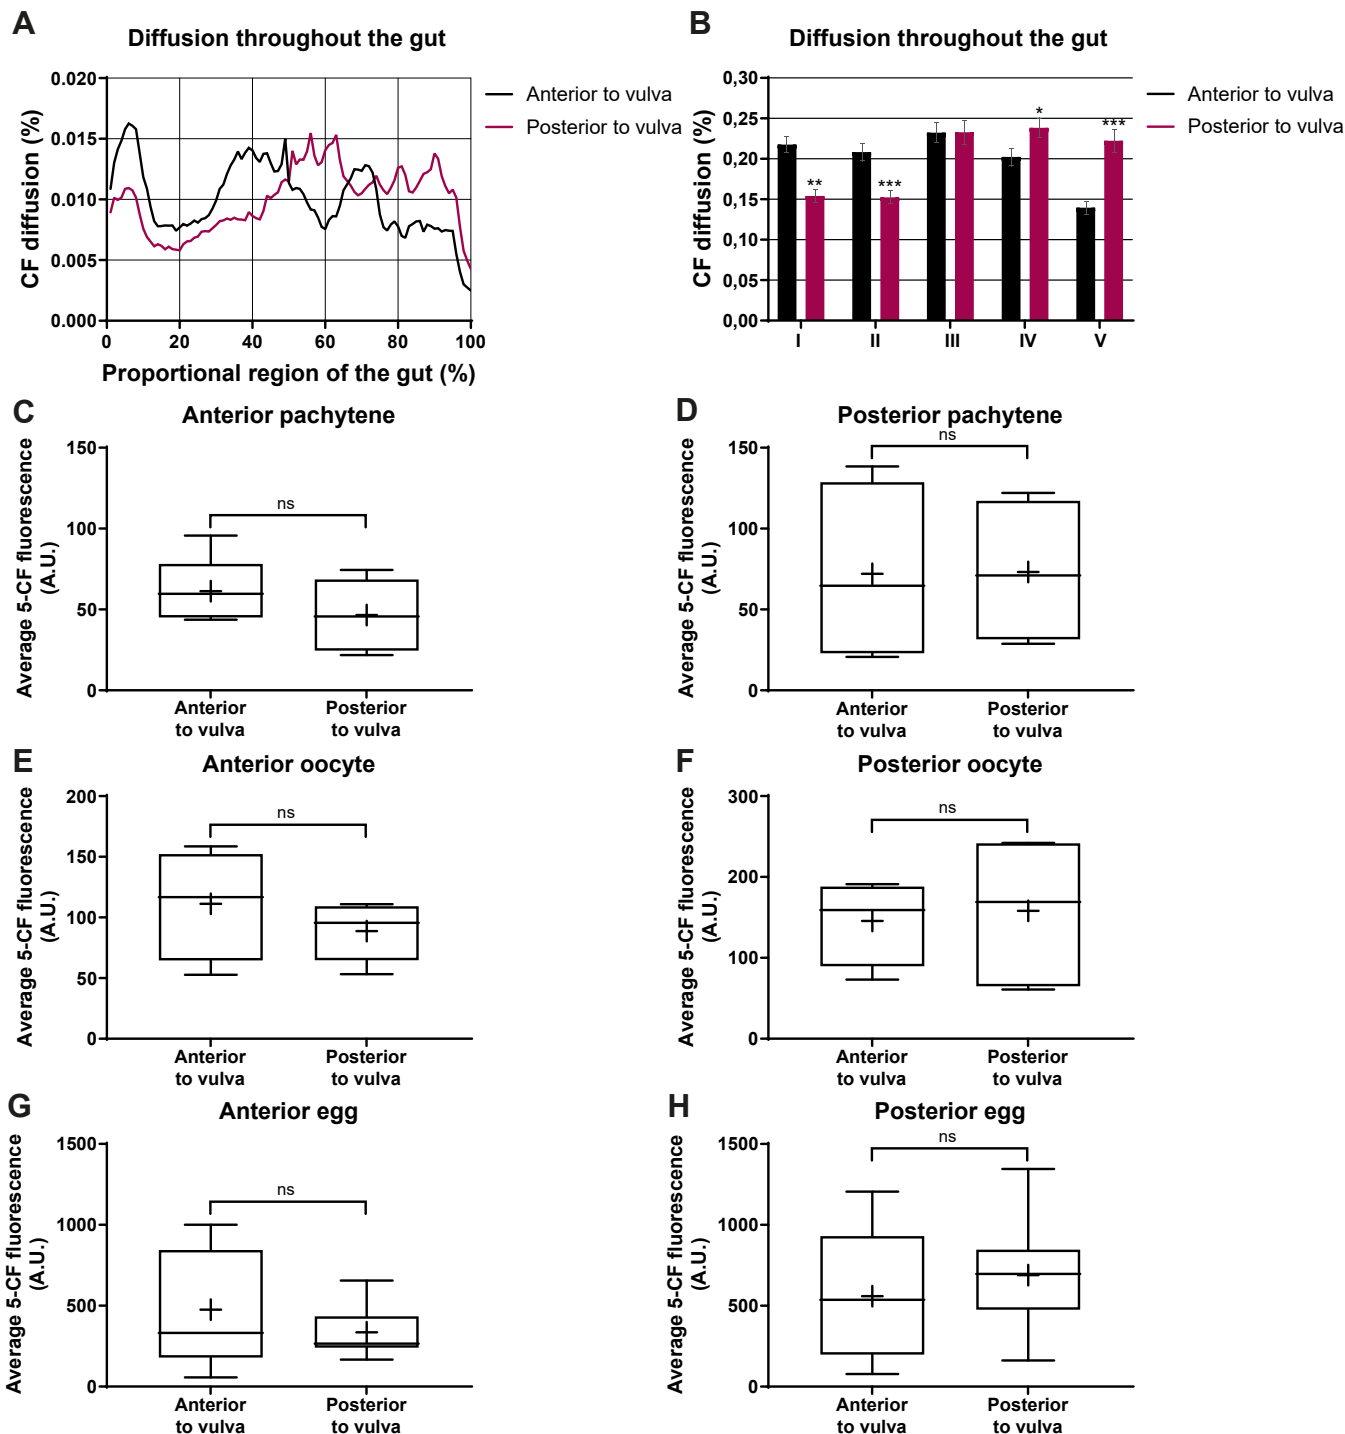 A
Diffusion throughout the gut
CF diffusion (%)
0.020
0.015
0.010
0.005
0.000
0 20 40 60 80 100
Proportional region of the gut (%)
Anterior to vulva
Posterior to vulva
B
Diffusion throughout the gut
CF diffusion (%)
0,30
0,25
0,20
0,15
0,10
0,05
0,00
** *** * ***
I II III IV V
Anterior to vulva
Posterior to vulva
C
Anterior pachytene
Average 5-CF fluorescence
(A.U.)
150
100
50
0
ns
Anterior
to vulva
Posterior
to vulva
D
Posterior pachytene
Average 5-CF fluorescence
(A.U.)
150
100
50
0
ns
Anterior
to vulva
Posterior
to vulva
E
Anterior oocyte
Average 5-CF fluorescence
(A.U.)
200
150
100
50
0
ns
Anterior
to vulva
Posterior
to vulva
F
Posterior oocyte
Average 5-CF fluorescence
(A.U.)
300
200
100
0
ns
Anterior
to vulva
Posterior
to vulva
G
Anterior egg
Average 5-CF fluorescence
(A.U.)
1500
1000
500
0
ns
Anterior
to vulva
Posterior
to vulva
H
Posterior egg
Average 5-CF fluorescence
(A.U.)
1500
1000
500
0
ns
Anterior
to vulva
Posterior
to vulva